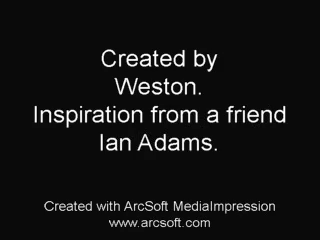 Created by
Weston.
Inspiration from a friend
Ian Adams.
Created with ArcSoft MediaImpression
www.arcsoft.com